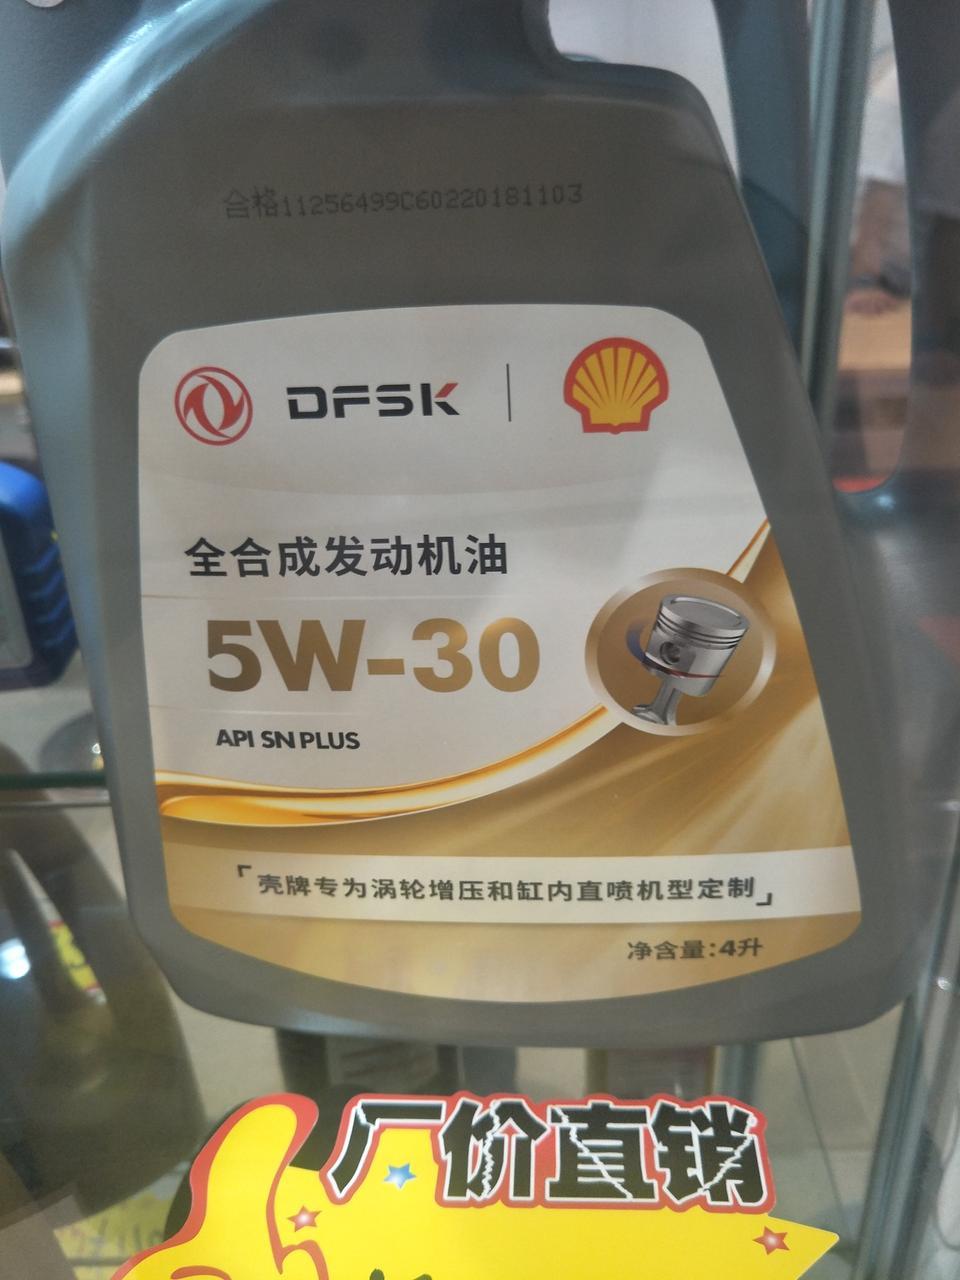 合格11256499C60220181103
DFSK
全合成发动机油
5W-30
API SN PLUS
「壳牌专为涡轮增压和缸内直喷机型定制」
净含量:4升
厂价直销